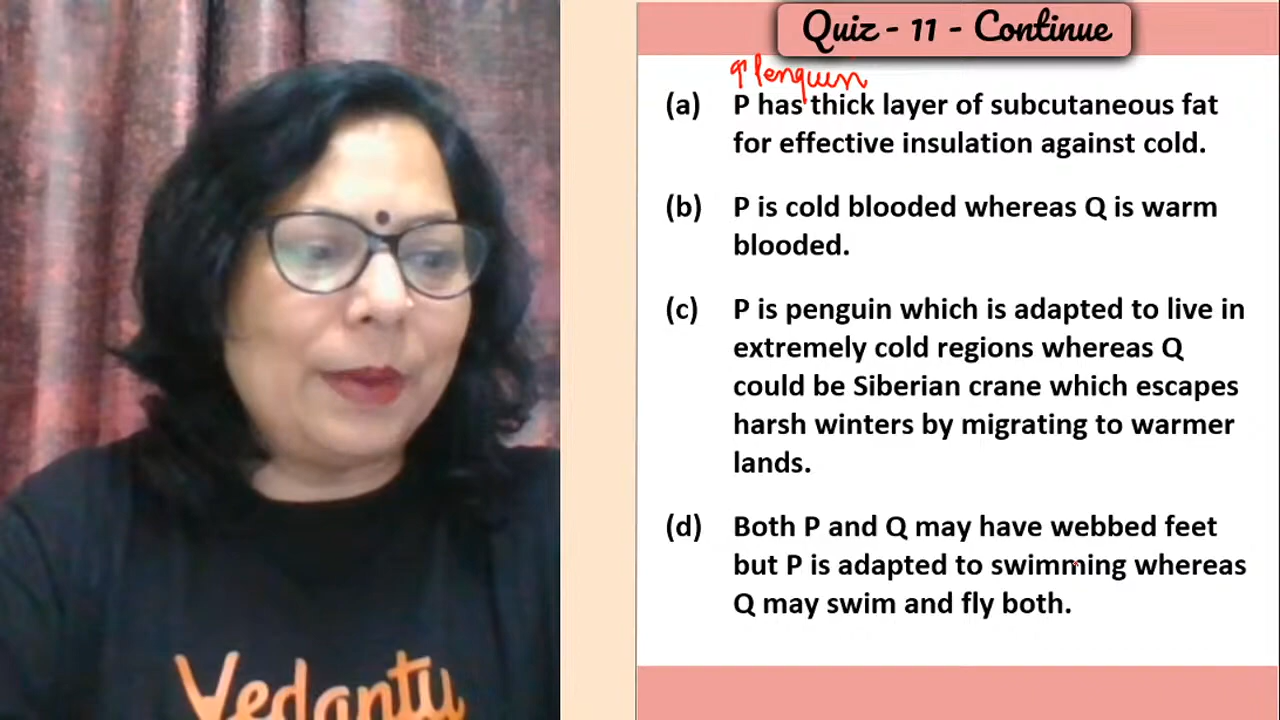 Quiz - 11 - Continue
Penguin
(a) P has thick layer of subcutaneous fat
for effective insulation against cold.
(b) P is cold blooded whereas Q is warm
blooded.
(c) P is penguin which is adapted to live in
extremely cold regions whereas Q
could be Siberian crane which escapes
harsh winters by migrating to warmer
lands.
(d) Both P and Q may have webbed feet
but P is adapted to swimming whereas
Q may swim and fly both.
Vedantu